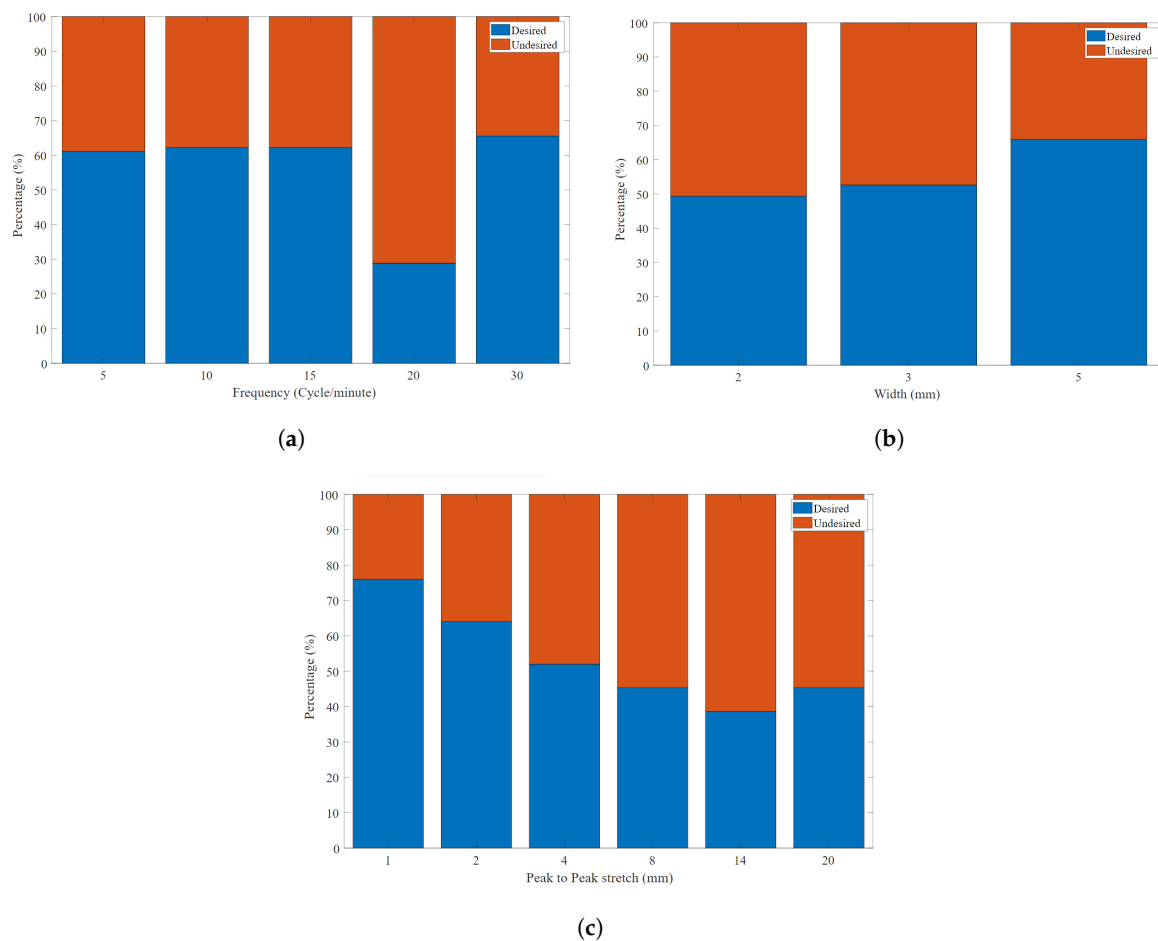 100
90
80
70
60
50
40
30
20
10
0
Percentage (%)
Desired
Undesired
5 10 15 20 30
Frequency (Cycle/minute)
(a)
100
90
80
70
60
50
40
30
20
10
0
Percentage (%)
Desired
Undesired
2 3 5
Width (mm)
(b)
100
90
80
70
60
50
40
30
20
10
0
Percentage (%)
Desired
Undesired
1 2 4 8 14 20
Peak to Peak stretch (mm)
(c)